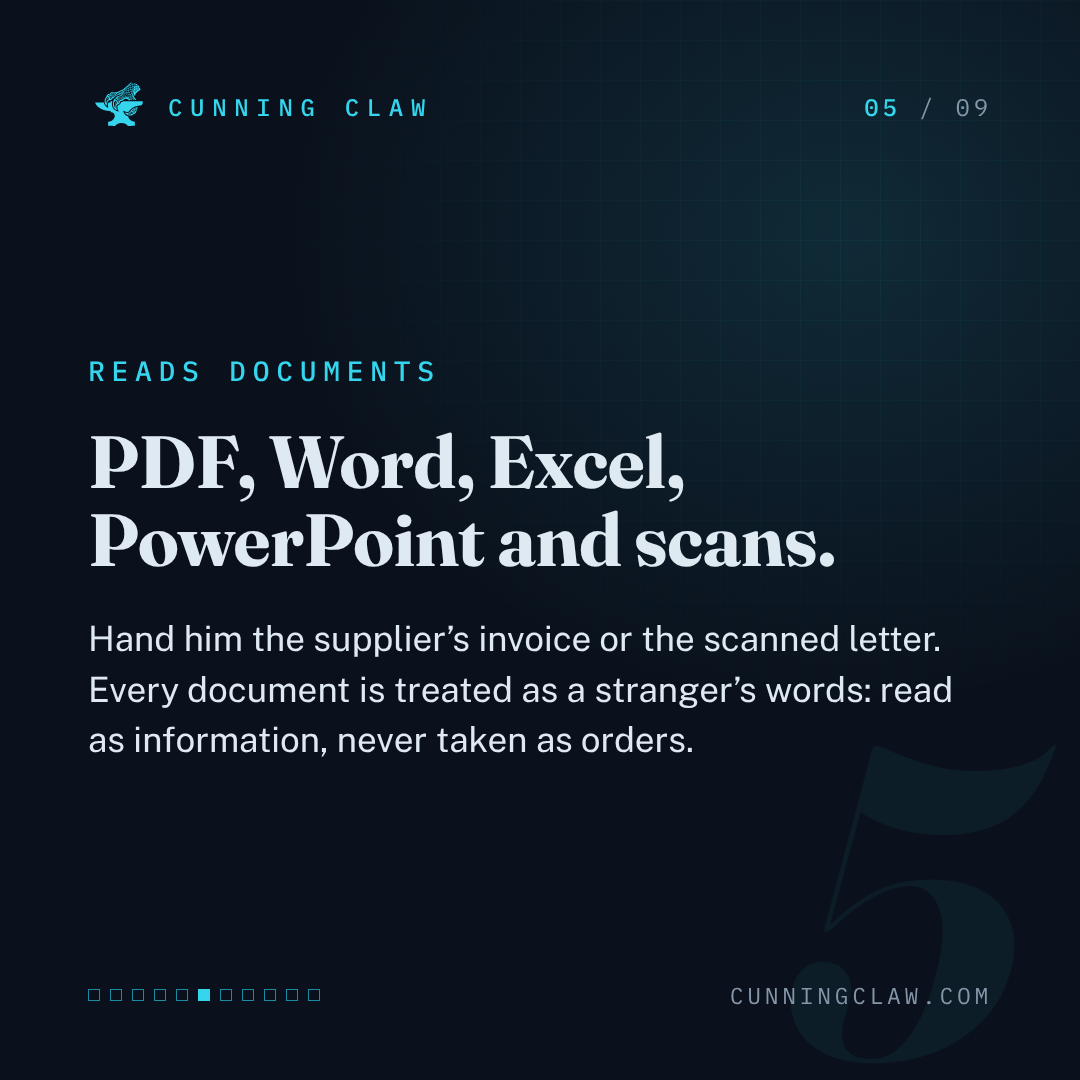 CUNNING CLAW
05 / 09
READS DOCUMENTS
PDF, Word, Excel,
PowerPoint and scans.
Hand him the supplier’s invoice or the scanned letter.
Every document is treated as a stranger’s words: read
as information, never taken as orders.
5
CUNNINGCLAW.COM